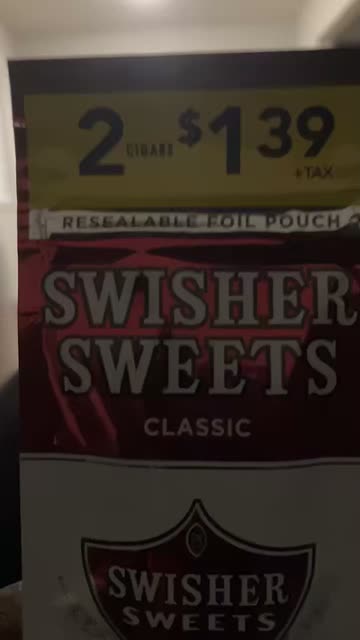 2 CIGARS $1 39
+TAX
RESEALABLE FOIL POUCH
SWISHER
SWEETS
CLASSIC
SWISHER
SWEETS